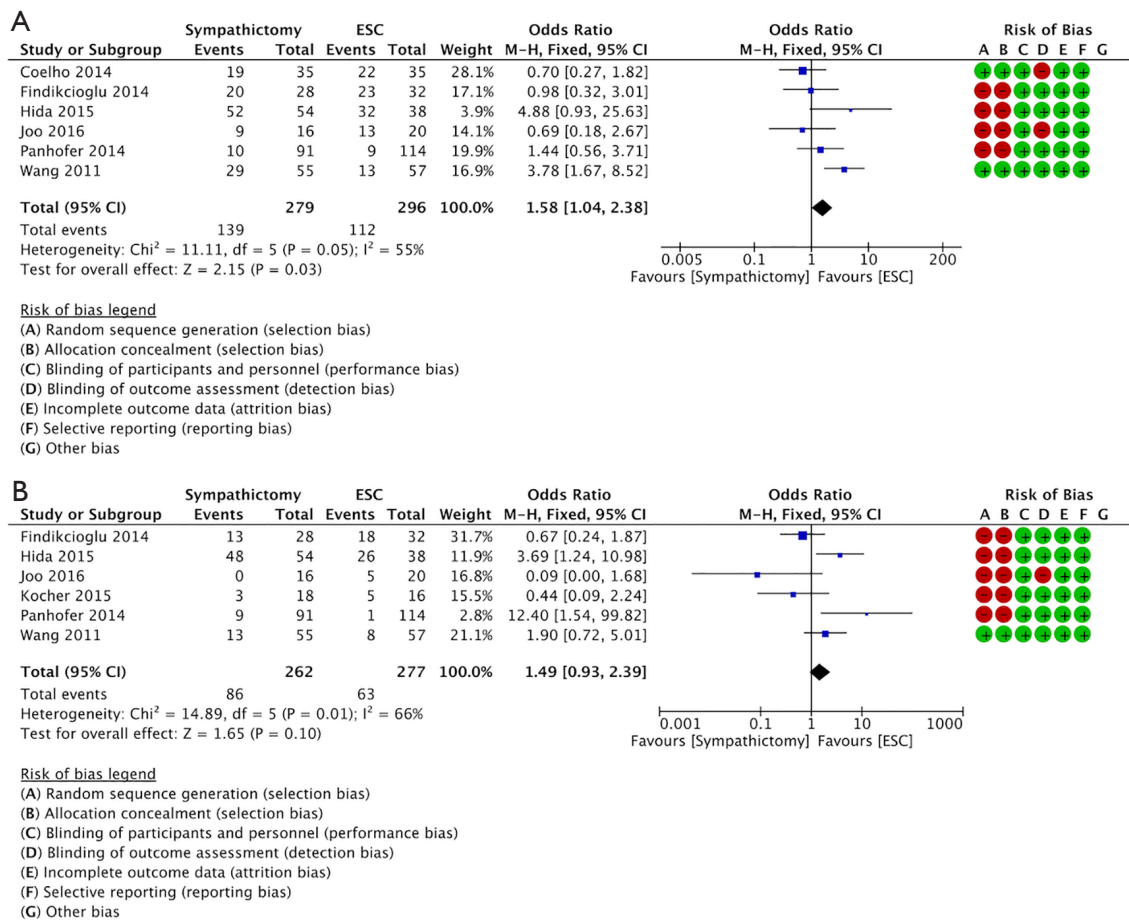 A
Sympathictomy ESC Odds Ratio Odds Ratio Risk of Bias
Study or Subgroup Events Total Events Total Weight M-H, Fixed, 95% CI M-H, Fixed, 95% CI A B C D E F G
Coelho 2014 19 35 22 35 28.1% 0.70 [0.27, 1.82] + + + - + +
Findikcioglu 2014 20 28 23 32 17.1% 0.98 [0.32, 3.01] - - + + + +
Hida 2015 52 54 32 38 3.9% 4.88 [0.93, 25.63] - - + + + +
Joo 2016 9 16 13 20 14.1% 0.69 [0.18, 2.67] - - + - + +
Panhofer 2014 10 91 9 114 19.9% 1.44 [0.56, 3.71] - - + + + +
Wang 2011 29 55 13 57 16.9% 3.78 [1.67, 8.52] + + + + + +
Total (95% CI) 279 296 100.0% 1.58 [1.04, 2.38]
Total events 139 112
Heterogeneity: Chi² = 11.11, df = 5 (P = 0.05); I² = 55%
Test for overall effect: Z = 2.15 (P = 0.03)
0.005 0.1 1 10 200
Favours [Sympathictomy] Favours [ESC]
Risk of bias legend
(A) Random sequence generation (selection bias)
(B) Allocation concealment (selection bias)
(C) Blinding of participants and personnel (performance bias)
(D) Blinding of outcome assessment (detection bias)
(E) Incomplete outcome data (attrition bias)
(F) Selective reporting (reporting bias)
(G) Other bias
B
Sympathictomy ESC Odds Ratio Odds Ratio Risk of Bias
Study or Subgroup Events Total Events Total Weight M-H, Fixed, 95% CI M-H, Fixed, 95% CI A B C D E F G
Findikcioglu 2014 13 28 18 32 31.7% 0.67 [0.24, 1.87] - - + + + +
Hida 2015 48 54 26 38 11.9% 3.69 [1.24, 10.98] - - + + + +
Joo 2016 0 16 5 20 16.8% 0.09 [0.00, 1.68] - - + - + +
Kocher 2015 3 18 5 16 15.5% 0.44 [0.09, 2.24] - - + + + +
Panhofer 2014 9 91 1 114 2.8% 12.40 [1.54, 99.82] - - + + + +
Wang 2011 13 55 8 57 21.1% 1.90 [0.72, 5.01] + + + + + +
Total (95% CI) 262 277 100.0% 1.49 [0.93, 2.39]
Total events 86 63
Heterogeneity: Chi² = 14.89, df = 5 (P = 0.01); I² = 66%
Test for overall effect: Z = 1.65 (P = 0.10)
0.001 0.1 1 10 1000
Favours [Sympathictomy] Favours [ESC]
Risk of bias legend
(A) Random sequence generation (selection bias)
(B) Allocation concealment (selection bias)
(C) Blinding of participants and personnel (performance bias)
(D) Blinding of outcome assessment (detection bias)
(E) Incomplete outcome data (attrition bias)
(F) Selective reporting (reporting bias)
(G) Other bias